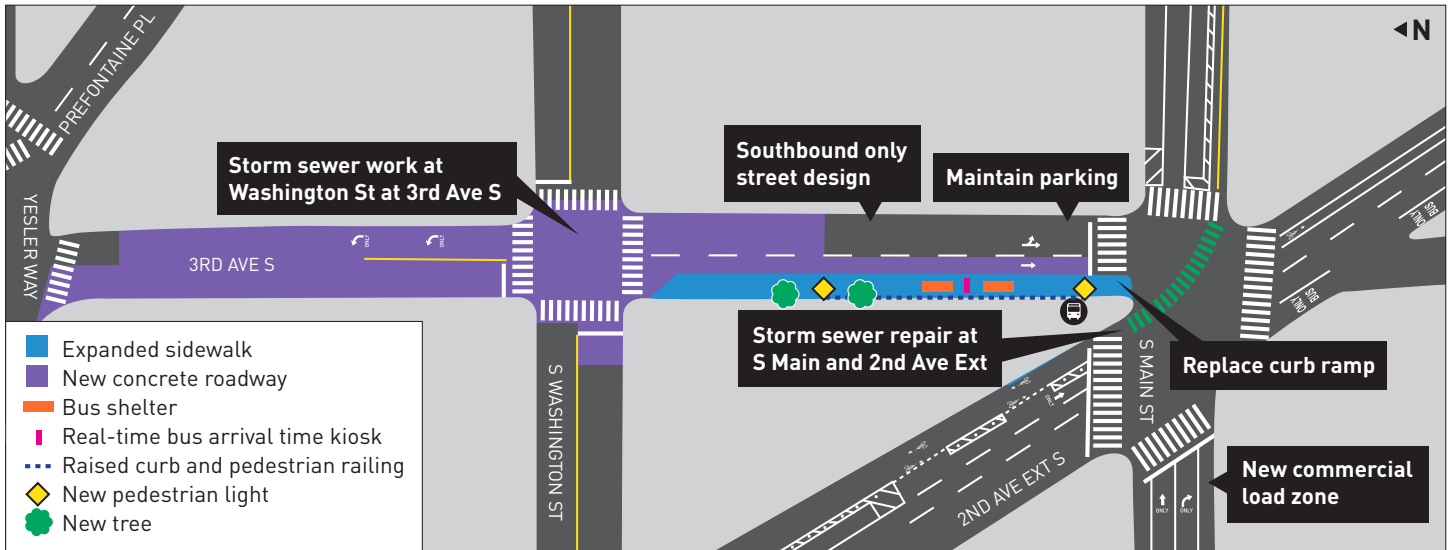 PREFONTAINE PL
N
Storm sewer work at
Washington St at 3rd Ave S
Southbound only
street design
Maintain parking
YESLER WAY
3RD AVE S
ONLY
ONLY
BUS
ONLY
BUS
ONLY
Storm sewer repair at
S Main and 2nd Ave Ext
Replace curb ramp
S WASHINGTON ST
S MAIN ST
2ND AVE EXT S
ONLY
New commercial
load zone
ONLY
ONLY
Expanded sidewalk
New concrete roadway
Bus shelter
Real-time bus arrival time kiosk
Raised curb and pedestrian railing
New pedestrian light
New tree